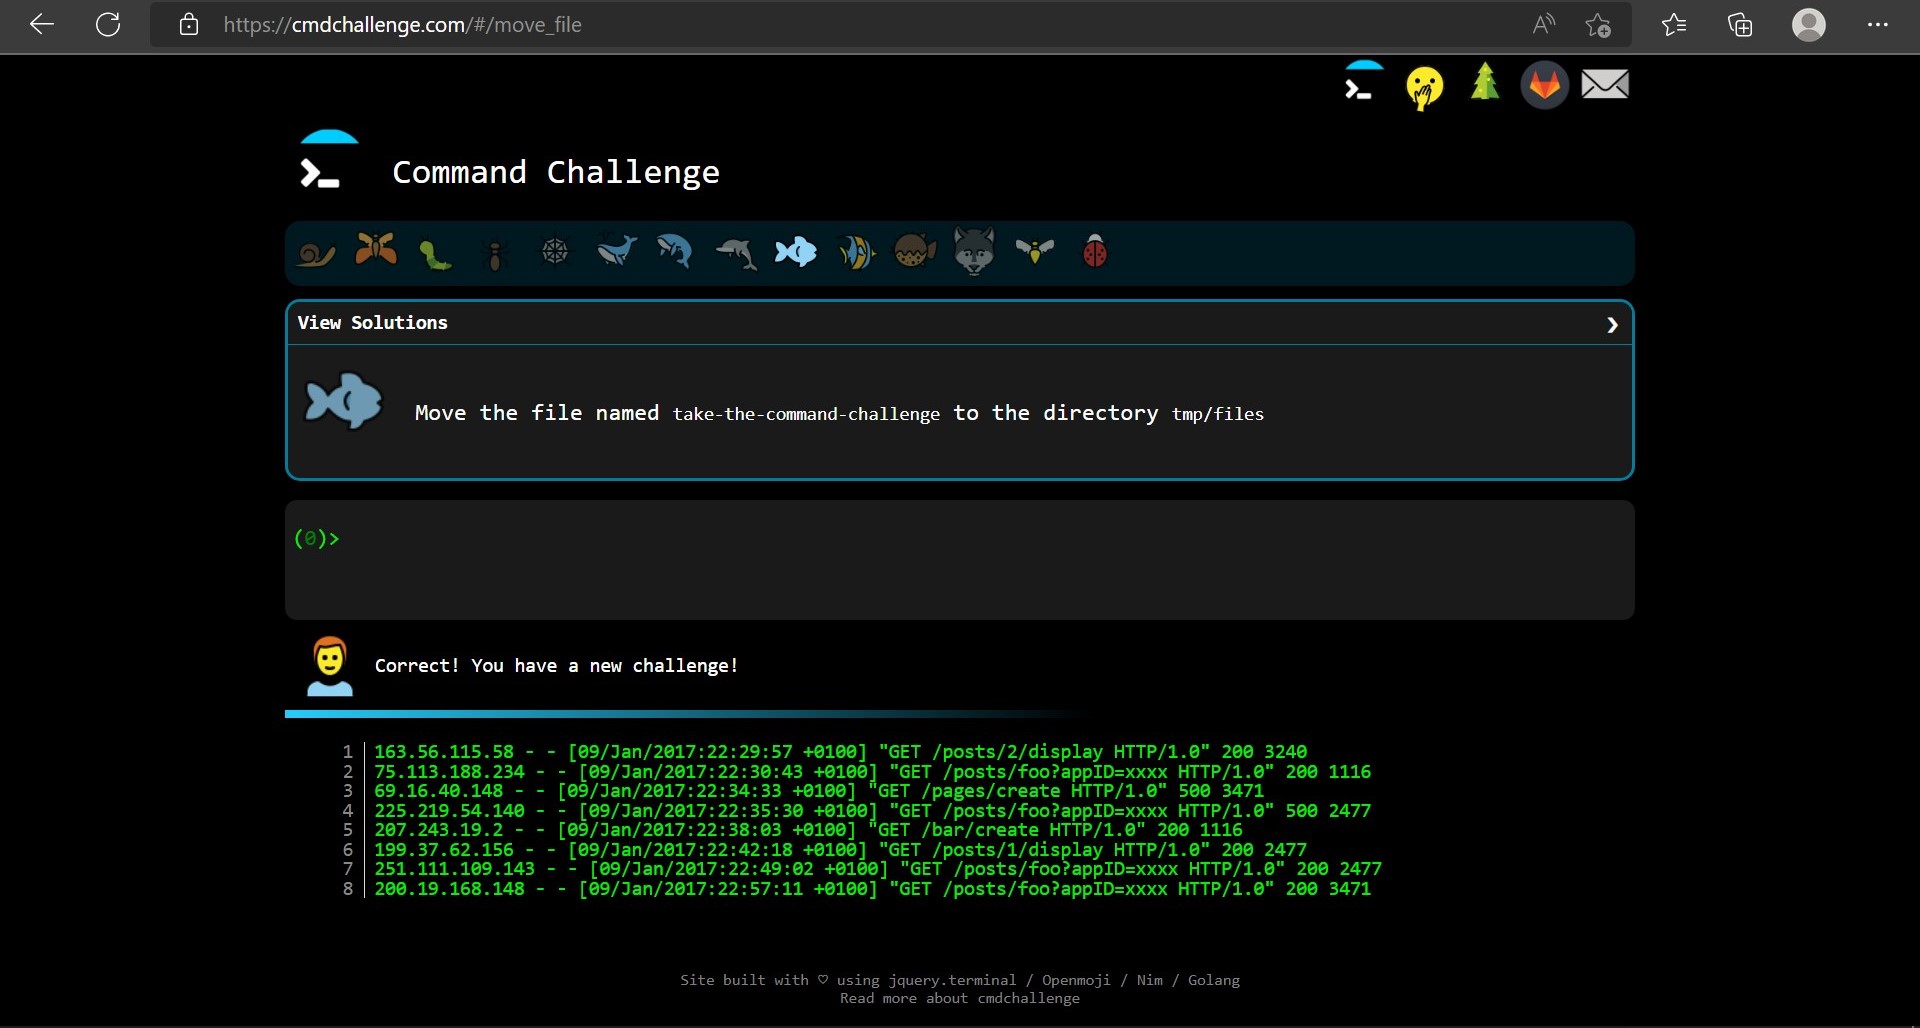 https://cmdchallenge.com/#/move_file
Command Challenge
View Solutions
Move the file named take-the-command-challenge to the directory tmp/files
(0)>
Correct! You have a new challenge!
1 163.56.115.58 - - [09/Jan/2017:22:29:57 +0100] "GET /posts/2/display HTTP/1.0" 200 3240
2 75.113.188.234 - - [09/Jan/2017:22:30:43 +0100] "GET /posts/foo?appID=xxxx HTTP/1.0" 200 1116
3 69.16.40.148 - - [09/Jan/2017:22:34:33 +0100] "GET /pages/create HTTP/1.0" 500 3471
4 225.219.54.140 - - [09/Jan/2017:22:35:30 +0100] "GET /posts/foo?appID=xxxx HTTP/1.0" 500 2477
5 207.243.19.2 - - [09/Jan/2017:22:38:03 +0100] "GET /bar/create HTTP/1.0" 200 1116
6 199.37.62.156 - - [09/Jan/2017:22:42:18 +0100] "GET /posts/1/display HTTP/1.0" 200 2477
7 251.111.109.143 - - [09/Jan/2017:22:49:02 +0100] "GET /posts/foo?appID=xxxx HTTP/1.0" 200 2477
8 200.19.168.148 - - [09/Jan/2017:22:57:11 +0100] "GET /posts/foo?appID=xxxx HTTP/1.0" 200 3471
Site built with ♡ using jquery.terminal / Openmoji / Nim / Golang
Read more about cmdchallenge